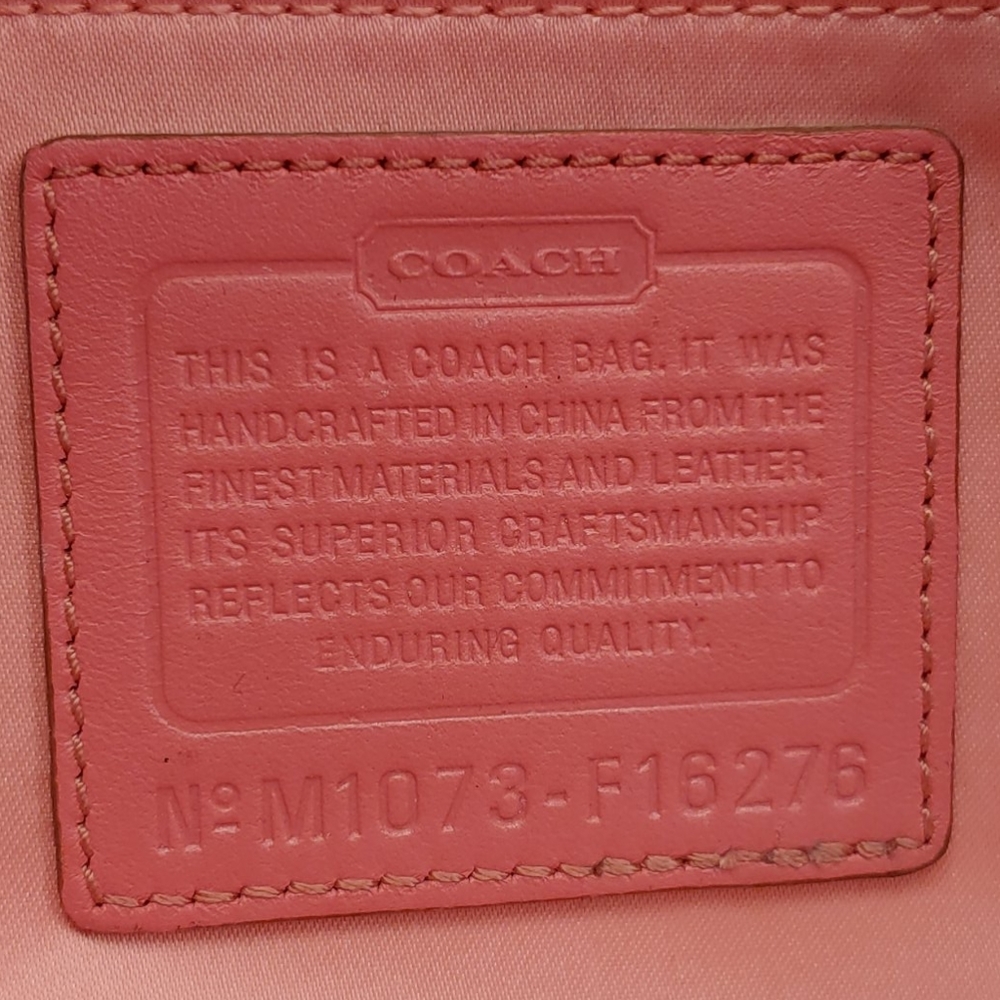 COACH
THIS IS A COACH BAG. IT WAS
HANDCRAFTED IN CHINA FROM THE
FINEST MATERIALS AND LEATHER.
ITS SUPERIOR CRAFTSMANSHIP
REFLECTS OUR COMMITMENT TO
ENDURING QUALITY.
Nº M1073-F16276